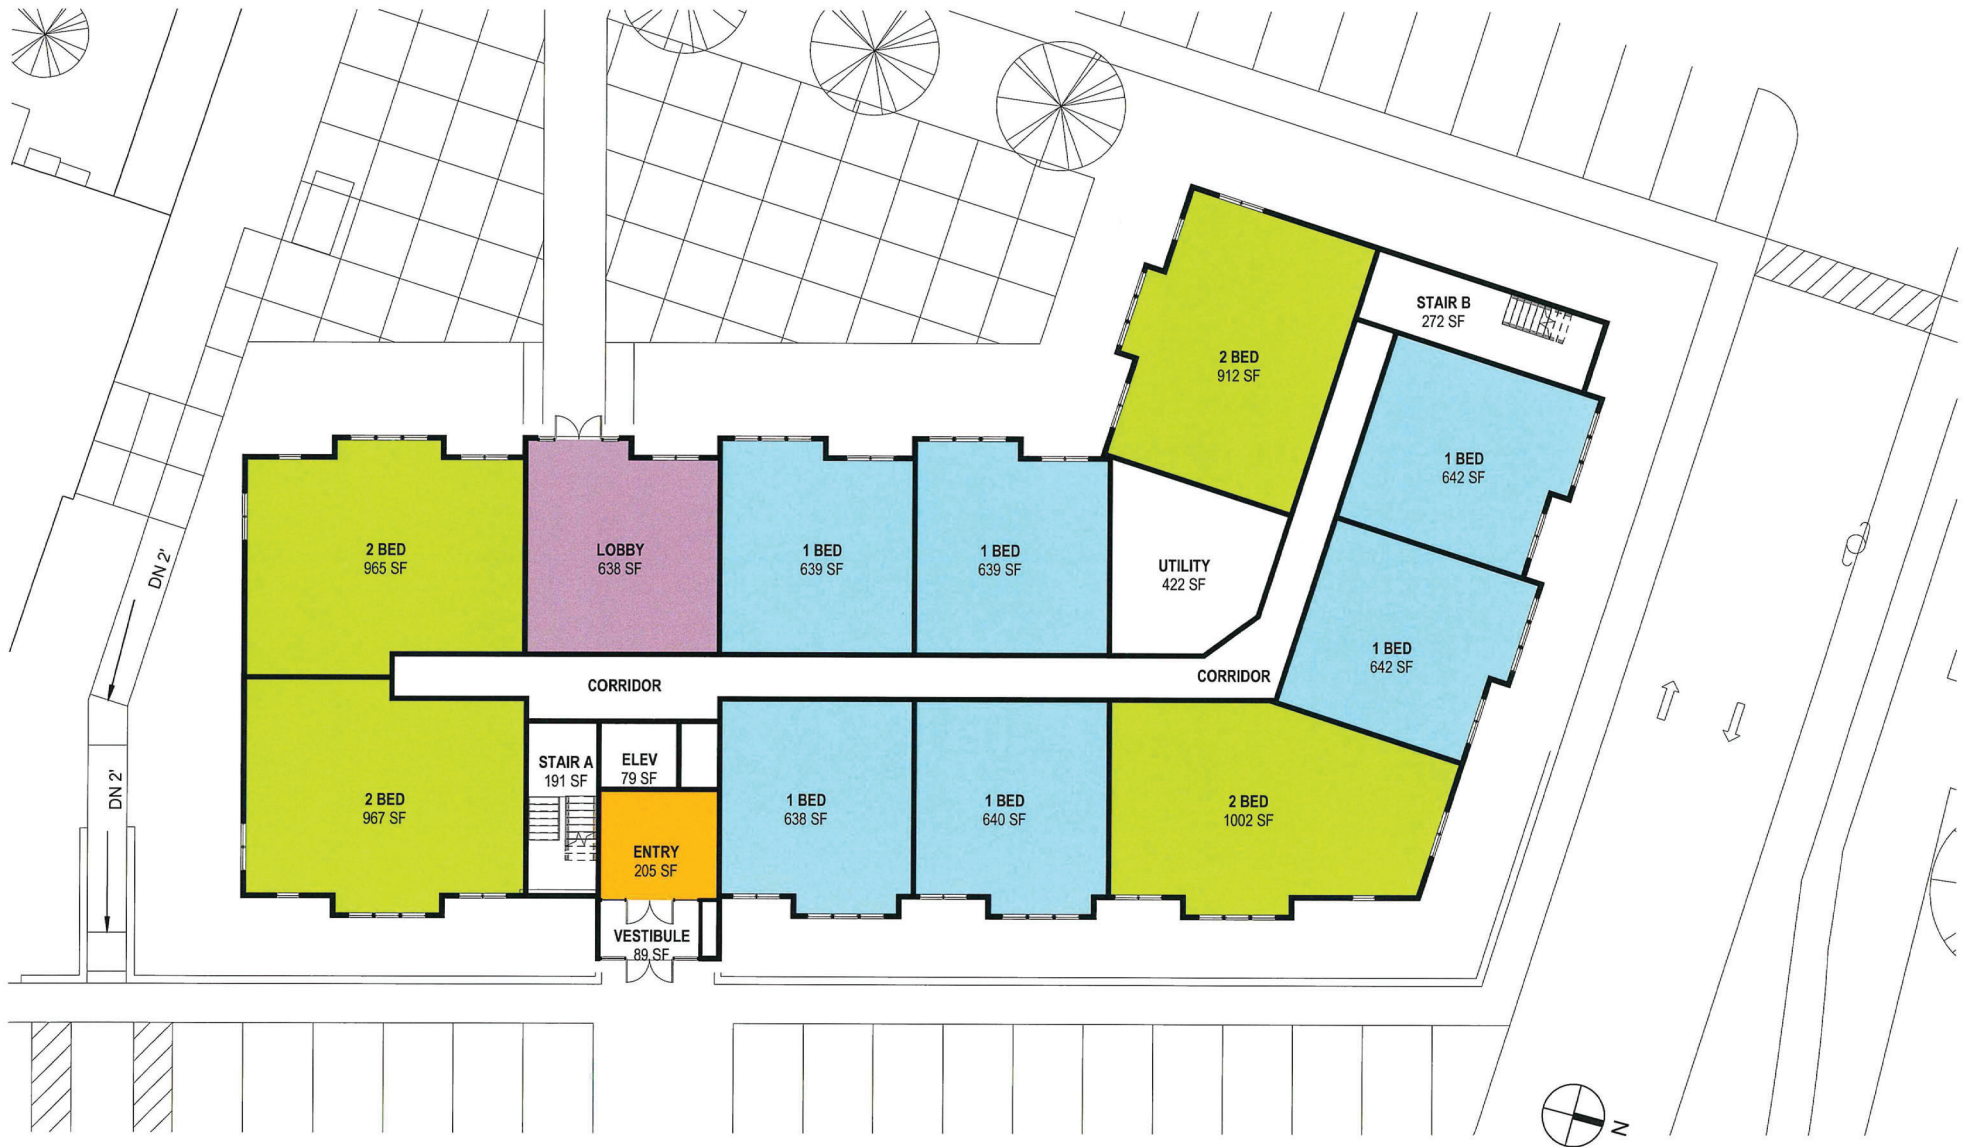 STAIR B
272 SF
2 BED
912 SF
1 BED
642 SF
2 BED
965 SF
LOBBY
638 SF
1 BED
639 SF
1 BED
639 SF
UTILITY
422 SF
DN 2'
1 BED
642 SF
CORRIDOR
CORRIDOR
STAIR A
191 SF
ELEV
79 SF
DN 2'
2 BED
967 SF
1 BED
638 SF
1 BED
640 SF
2 BED
1002 SF
ENTRY
205 SF
VESTIBULE
89 SF
N